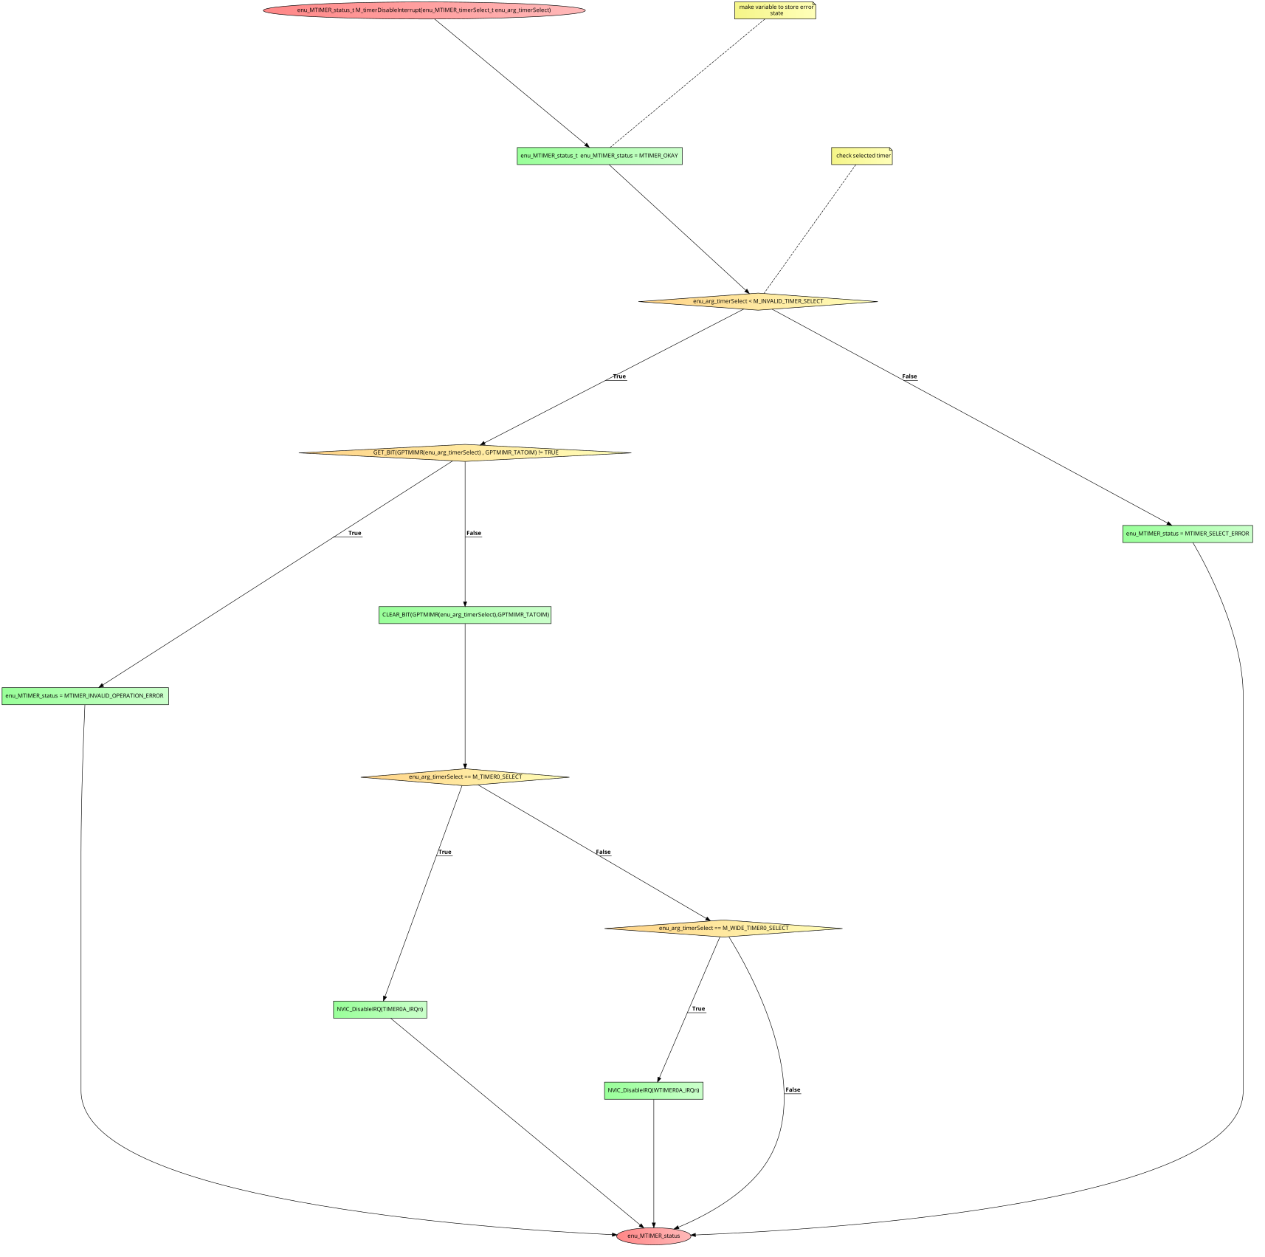 enu_MTIMER_status_t M_timerDisableInterrupt(enu_MTIMER_timerSelect_t enu_arg_timerSelect)
make variable to store error
state
enu_MTIMER_status_t enu_MTIMER_status = MTIMER_OKAY
check selected timer
enu_arg_timerSelect < M_INVALID_TIMER_SELECT
True
False
GET_BIT(GPTMIMR(enu_arg_timerSelect) , GPTMIMR_TATOIM) != TRUE
True
False
enu_MTIMER_status = MTIMER_SELECT_ERROR
CLEAR_BIT(GPTMIMR(enu_arg_timerSelect),GPTMIMR_TATOIM)
enu_MTIMER_status = MTIMER_INVALID_OPERATION_ERROR
enu_arg_timerSelect == M_TIMER0_SELECT
True
False
enu_arg_timerSelect == M_WIDE_TIMER0_SELECT
NVIC_DisableIRQ(TIMER0A_IRQn)
True
NVIC_DisableIRQ(WTIMER0A_IRQn)
False
enu_MTIMER_status